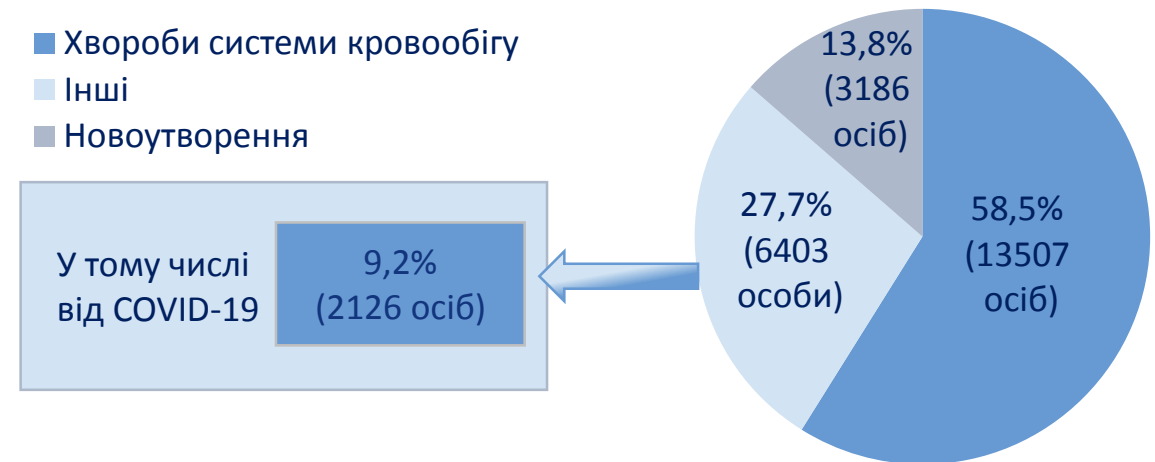 Хвороби системи кровообігу
Інші
Новоутворення
У тому числі
від COVID-19
9,2%
(2126 осіб)
13,8%
(3186
осіб)
27,7%
(6403
особи)
58,5%
(13507
осіб)